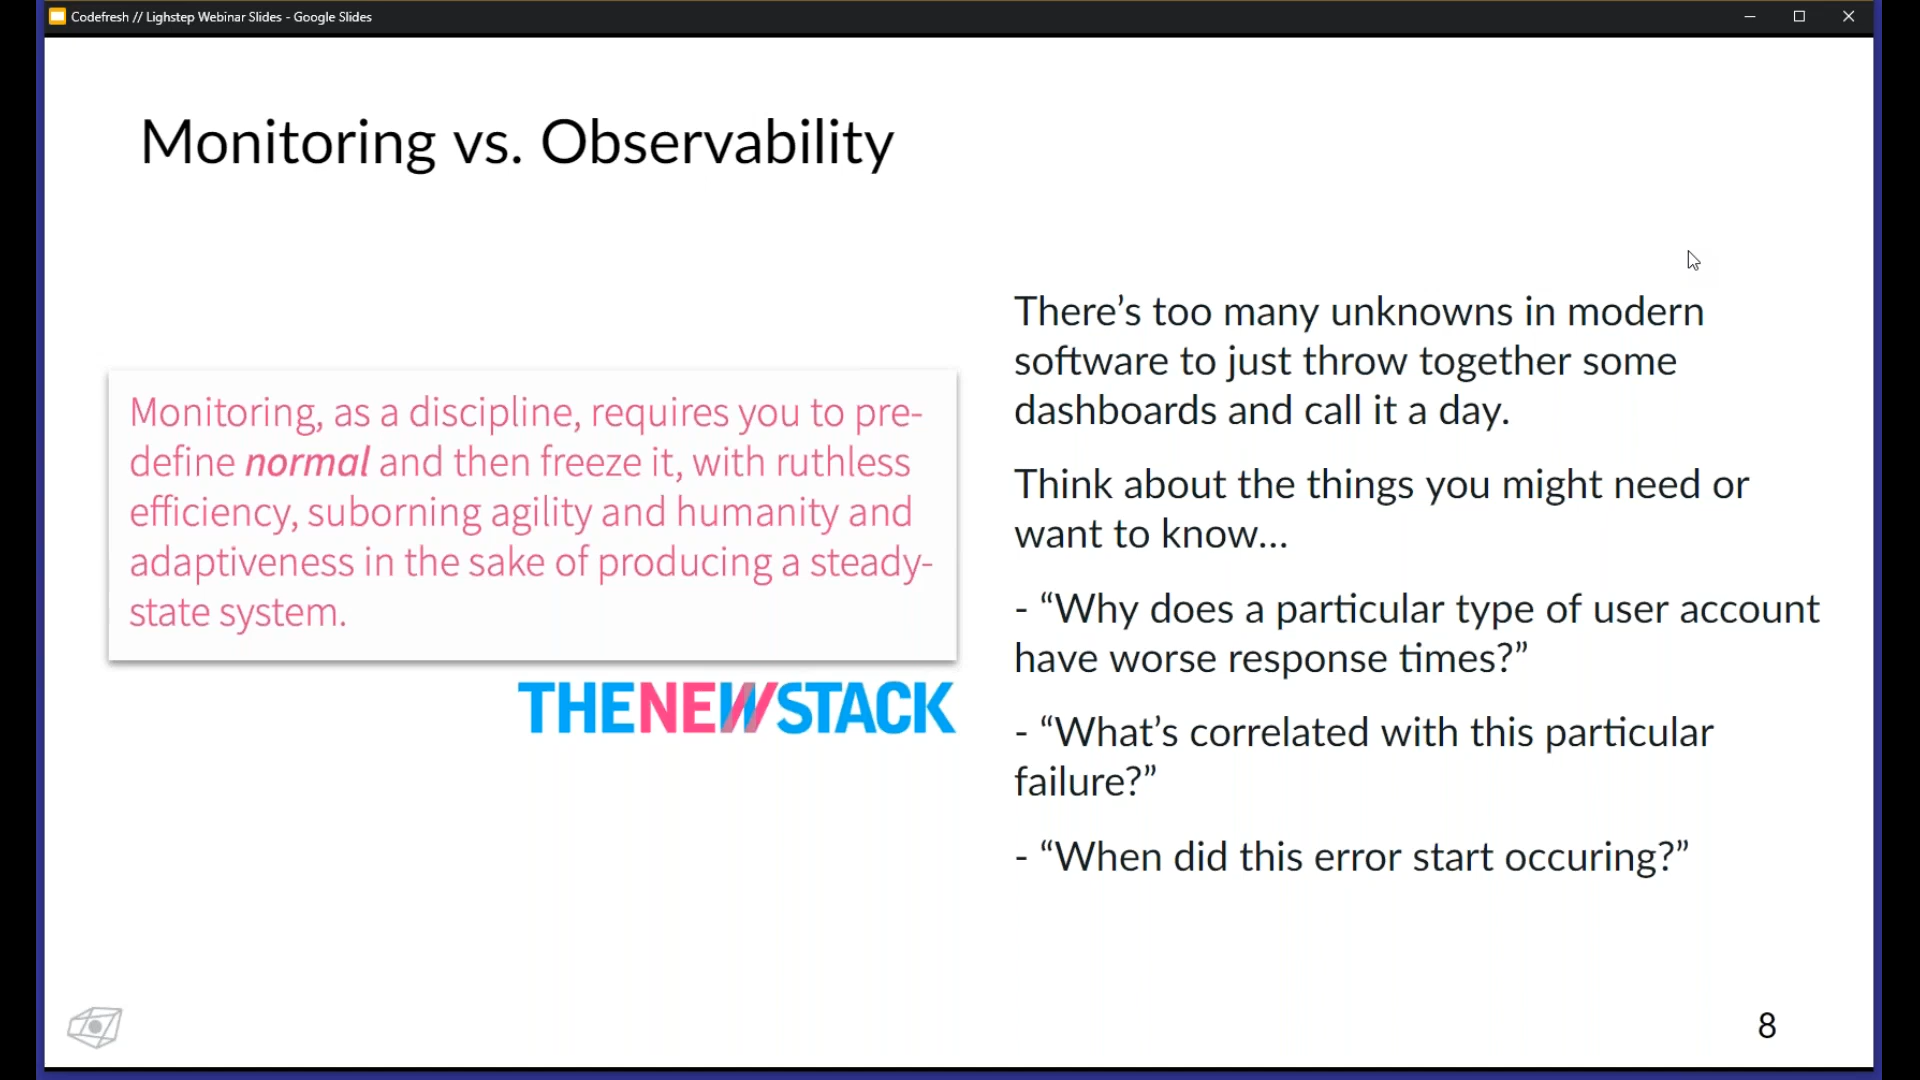 Codefresh // Lighstep Webinar Slides - Google Slides
Monitoring vs. Observability
Monitoring, as a discipline, requires you to pre-
define normal and then freeze it, with ruthless
efficiency, suborning agility and humanity and
adaptiveness in the sake of producing a steady-
state system.
THENEWSTACK
There’s too many unknowns in modern
software to just throw together some
dashboards and call it a day.
Think about the things you might need or
want to know...
- “Why does a particular type of user account
have worse response times?”
- “What’s correlated with this particular
failure?”
- “When did this error start occuring?”
8